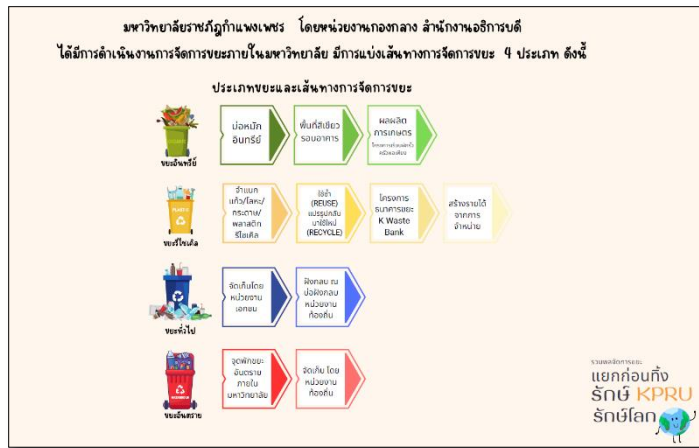 มหาวิทยาลัยราชภัฏกำแพงเพชร โดยหน่วยงานกองกลาง สำนักงานอธิการบดี
ได้มีการดำเนินงานการจัดการขยะภายในมหาวิทยาลัย มีการแบ่งเส้นทางการจัดการขยะ 4 ประเภท ดังนี้
ประเภทขยะและเส้นทางการจัดการขยะ
ขยะอินทรีย์
บ่อหมัก
อินทรีย์
พื้นที่สีเขียว
รอบอาคาร
ผลผลิต
การเกษตร
ขยะรีไซเคิล
จำแนก
แก้ว/โลหะ/
กระดาษ/
พลาสติก
รีไซเคิล
ใช้ซ้ำ
(REUSE)
แปรรูปกลับ
มาใช้ใหม่
(RECYCLE)
โครงการ
ธนาคารขยะ
K Waste
Bank
สร้างรายได้
จากการ
จำหน่าย
ขยะทั่วไป
จัดเก็บโดย
หน่วยงาน
เอกชน
ฝังกลบ ณ
บ่อฝังกลบ
หน่วยงาน
ท้องถิ่น
ขยะอันตราย
จุดพักขยะ
อันตราย
ภายใน
มหาวิทยาลัย
จัดเก็บ โดย
หน่วยงาน
ท้องถิ่น
รวมพลจัดการขยะ
แยกก่อนทิ้ง
รักษ์ KPRU
รักษ์โลก